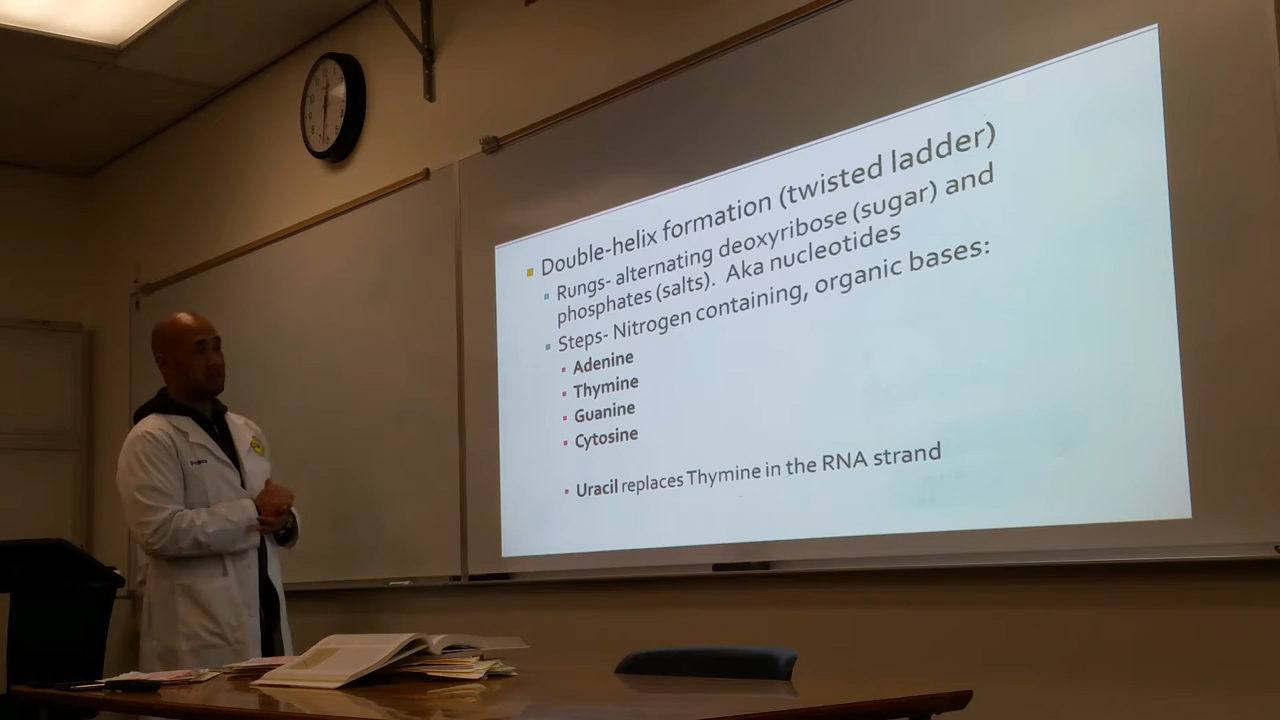 Double-helix formation (twisted ladder)
Rungs- alternating deoxyribose (sugar) and
phosphates (salts). Aka nucleotides
Steps- Nitrogen containing, organic bases:
Adenine
Thymine
Guanine
Cytosine
Uracil replaces Thymine in the RNA strand